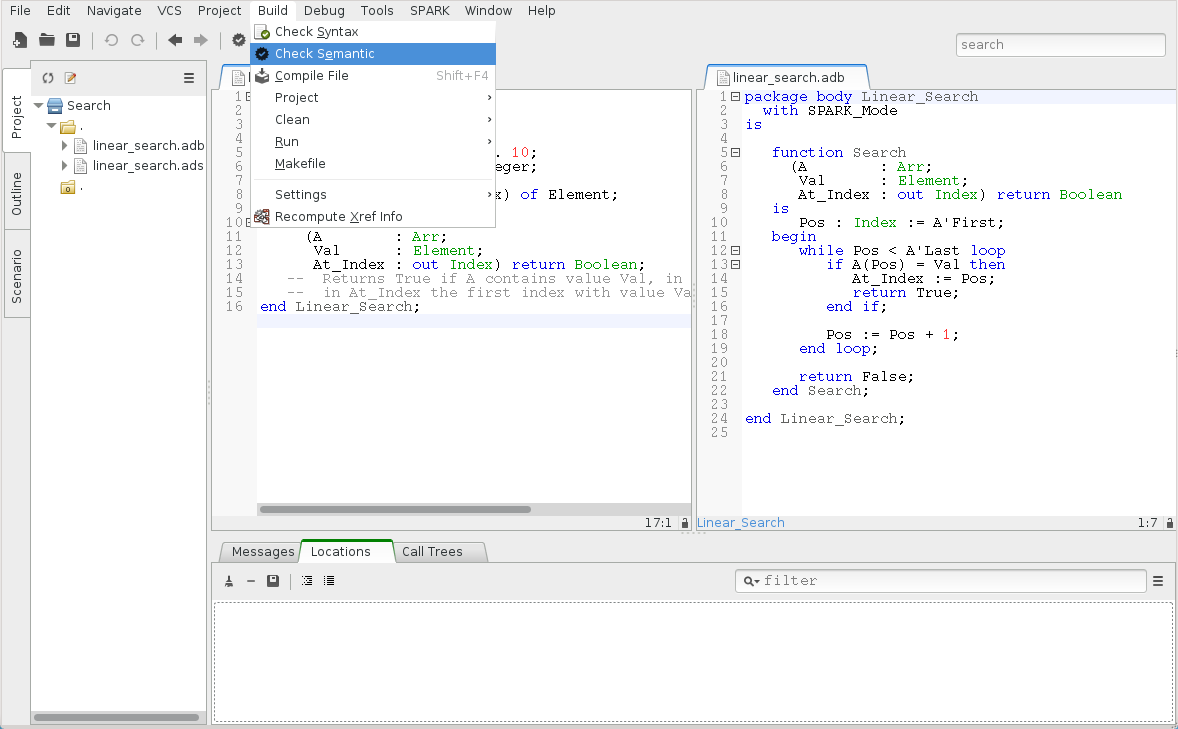 File Edit Navigate VCS Project Build Debug Tools SPARK Window Help
search
Check Syntax
Check Semantic
Compile File Shift+F4
Project
Clean
Run
Makefile
Settings
Recompute Xref Info
Project
Outline
Scenario
Search
.
linear_search.adb
linear_search.ads
.
1
2
3
4
5 . 10;
6 eger;
7
8 x) of Element;
9
10
11 (A : Arr;
12 Val : Element;
13 At_Index : out Index) return Boolean;
14 -- Returns True if A contains value Val, in
15 -- in At_Index the first index with value Va
16 end Linear_Search;
17:1
linear_search.adb
1 package body Linear_Search
2 with SPARK_Mode
3 is
4
5 function Search
6 (A : Arr;
7 Val : Element;
8 At_Index : out Index) return Boolean
9 is
10 Pos : Index := A'First;
11 begin
12 while Pos < A'Last loop
13 if A(Pos) = Val then
14 At_Index := Pos;
15 return True;
16 end if;
17
18 Pos := Pos + 1;
19 end loop;
20
21 return False;
22 end Search;
23
24 end Linear_Search;
25
Linear_Search 1:7
Messages Locations Call Trees
filter